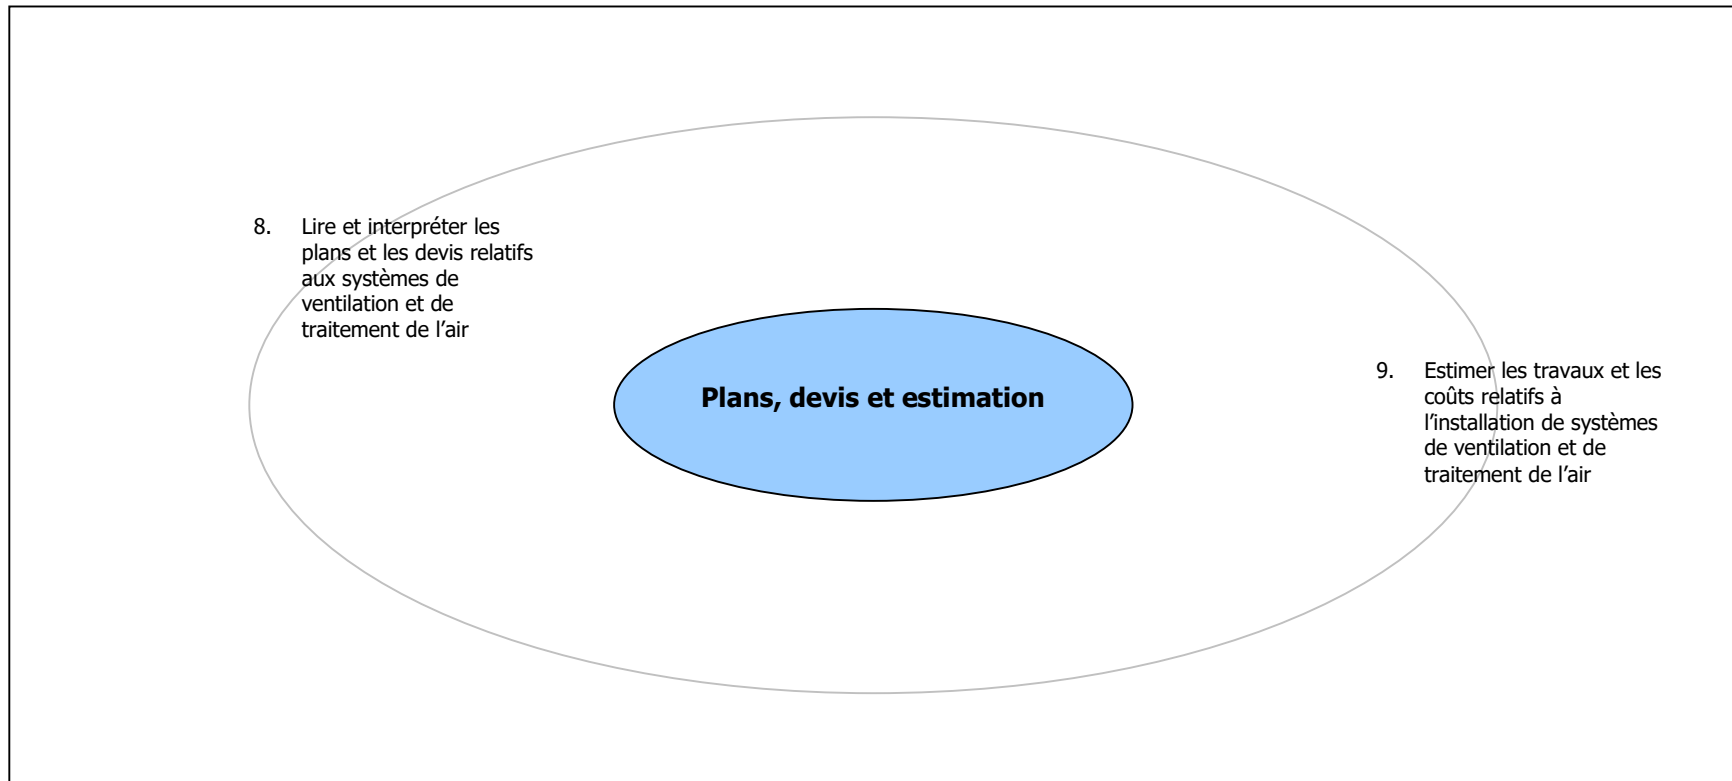 8. Lire et interpréter les
plans et les devis relatifs
aux systèmes de
ventilation et de
traitement de l’air
Plans, devis et estimation
9. Estimer les travaux et les
coûts relatifs à
l’installation de systèmes
de ventilation et de
traitement de l’air